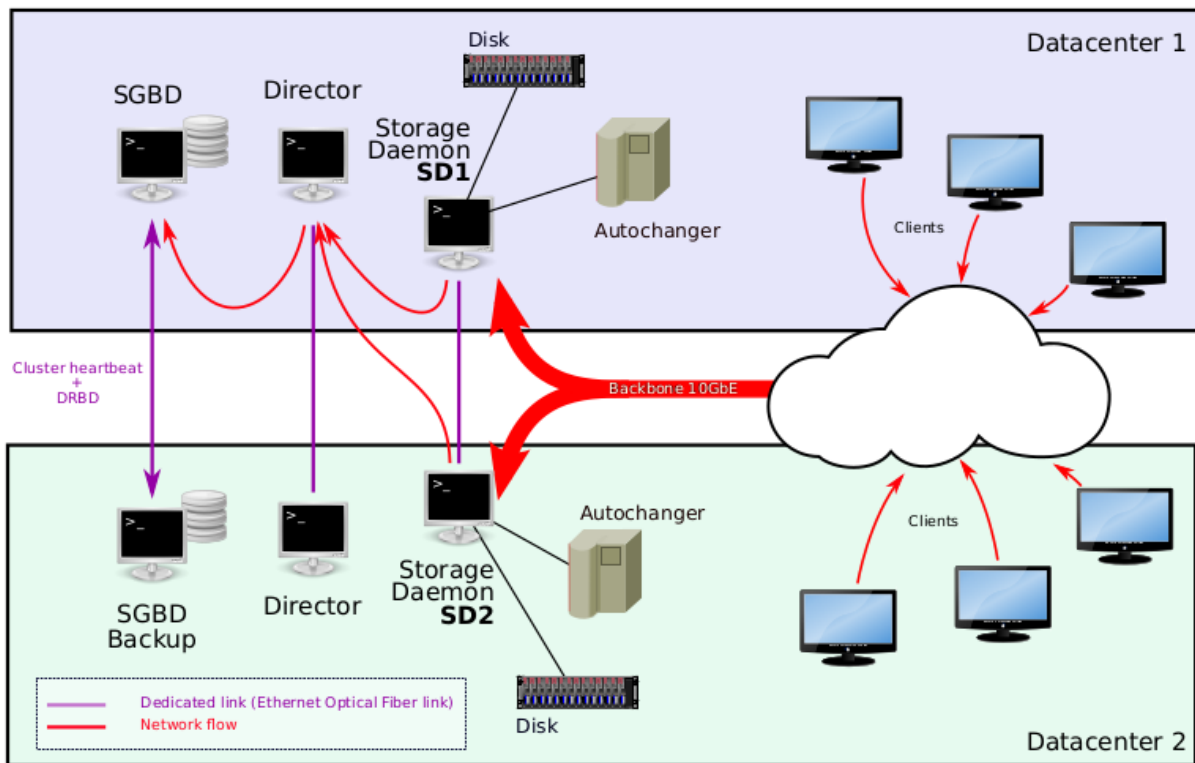 Datacenter 1
Disk
SGBD
Director
Storage
Daemon
SD1
>_
>_
>_
Autochanger
Clients
Cluster heartbeat
+
DRBD
Backbone 10GbE
>_
>_
>_
Autochanger
Clients
SGBD
Backup
Director
Storage
Daemon
SD2
Disk
Dedicated link (Ethernet Optical Fiber link)
Network flow
Datacenter 2